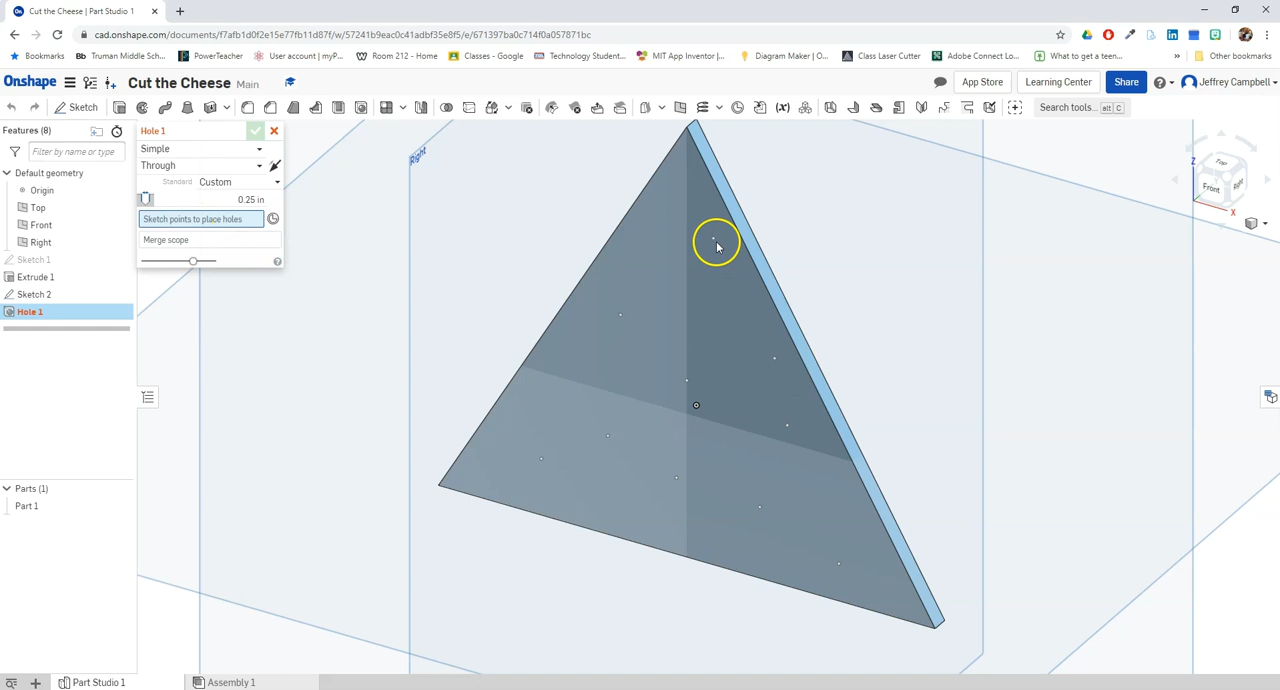 Cut the Cheese | Part Studio 1
cad.onshape.com/documents/f7afb1d0f2e15e77fb11d87f/w/57241b9eac0c41adbf35e8f5/e/671397ba0c714f0a057871bc
Bookmarks
Btubg - Truman Middle Sch...
PowerTeacher
User account | myP...
Room 212 - Home
Classes - Google
Technology Student...
MIT App Inventor |...
Diagram Maker | O...
Class Laser Cutter
Adobe Connect Lo...
What to get a teen...
»
Other bookmarks
Onshape
Cut the Cheese Main
App Store
Learning Center
Share
Jeffrey Campbell
Sketch
Search tools... alt C
Features (8)
Filter by name or type
Default geometry
Origin
Top
Front
Right
Sketch 1
Extrude 1
Sketch 2
Hole 1
Hole 1
Simple
Through
Standard Custom
0.25 in
Sketch points to place holes
Merge scope
Right
Z
Top
Front
Right
X
Parts (1)
Part 1
Part Studio 1
Assembly 1